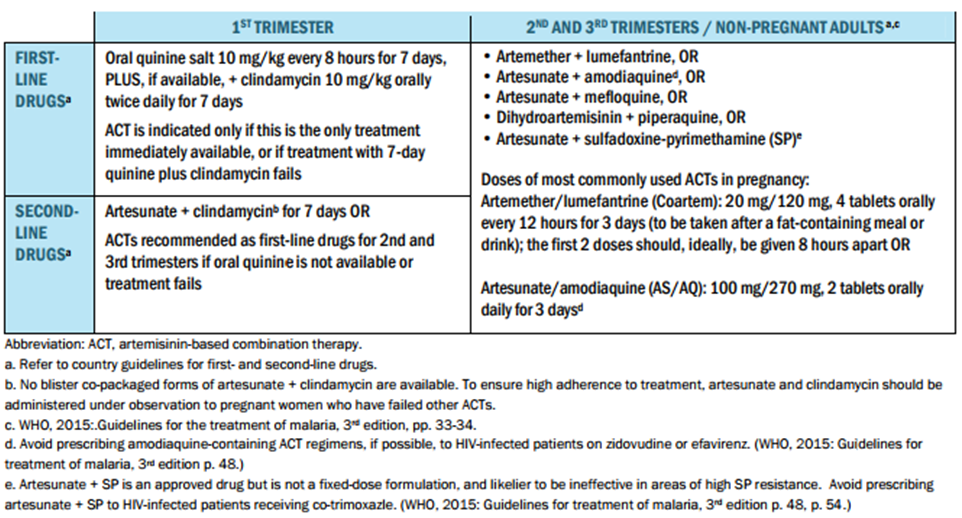 1ST TRIMESTER
2ND AND 3RD TRIMESTERS / NON-PREGNANT ADULTSa,c
FIRST-
LINE
DRUGSa
Oral quinine salt 10 mg/kg every 8 hours for 7 days,
PLUS, if available, + clindamycin 10 mg/kg orally
twice daily for 7 days
ACT is indicated only if this is the only treatment
immediately available, or if treatment with 7-day
quinine plus clindamycin fails
SECOND-
LINE
DRUGSa
Artesunate + clindamycinb for 7 days OR
ACTs recommended as first-line drugs for 2nd and
3rd trimesters if oral quinine is not available or
treatment fails
• Artemether + lumefantrine, OR
• Artesunate + amodiaquined, OR
• Artesunate + mefloquine, OR
• Dihydroartemisinin + piperaquine, OR
• Artesunate + sulfadoxine-pyrimethamine (SP)e
Doses of most commonly used ACTs in pregnancy:
Artemether/lumefantrine (Coartem): 20 mg/120 mg, 4 tablets orally
every 12 hours for 3 days (to be taken after a fat-containing meal or
drink); the first 2 doses should, ideally, be given 8 hours apart OR
Artesunate/amodiaquine (AS/AQ): 100 mg/270 mg, 2 tablets orally
daily for 3 daysd
Abbreviation: ACT, artemisinin-based combination therapy.
a. Refer to country guidelines for first- and second-line drugs.
b. No blister co-packaged forms of artesunate + clindamycin are available. To ensure high adherence to treatment, artesunate and clindamycin should be
administered under observation to pregnant women who have failed other ACTs.
c. WHO, 2015:.Guidelines for the treatment of malaria, 3rd edition, pp. 33-34.
d. Avoid prescribing amodiaquine-containing ACT regimens, if possible, to HIV-infected patients on zidovudine or efavirenz. (WHO, 2015: Guidelines for
treatment of malaria, 3rd edition p. 48.)
e. Artesunate + SP is an approved drug but is not a fixed-dose formulation, and likelier to be ineffective in areas of high SP resistance. Avoid prescribing
artesunate + SP to HIV-infected patients receiving co-trimoxazle. (WHO, 2015: Guidelines for treatment of malaria, 3rd edition p. 48, p. 54.)